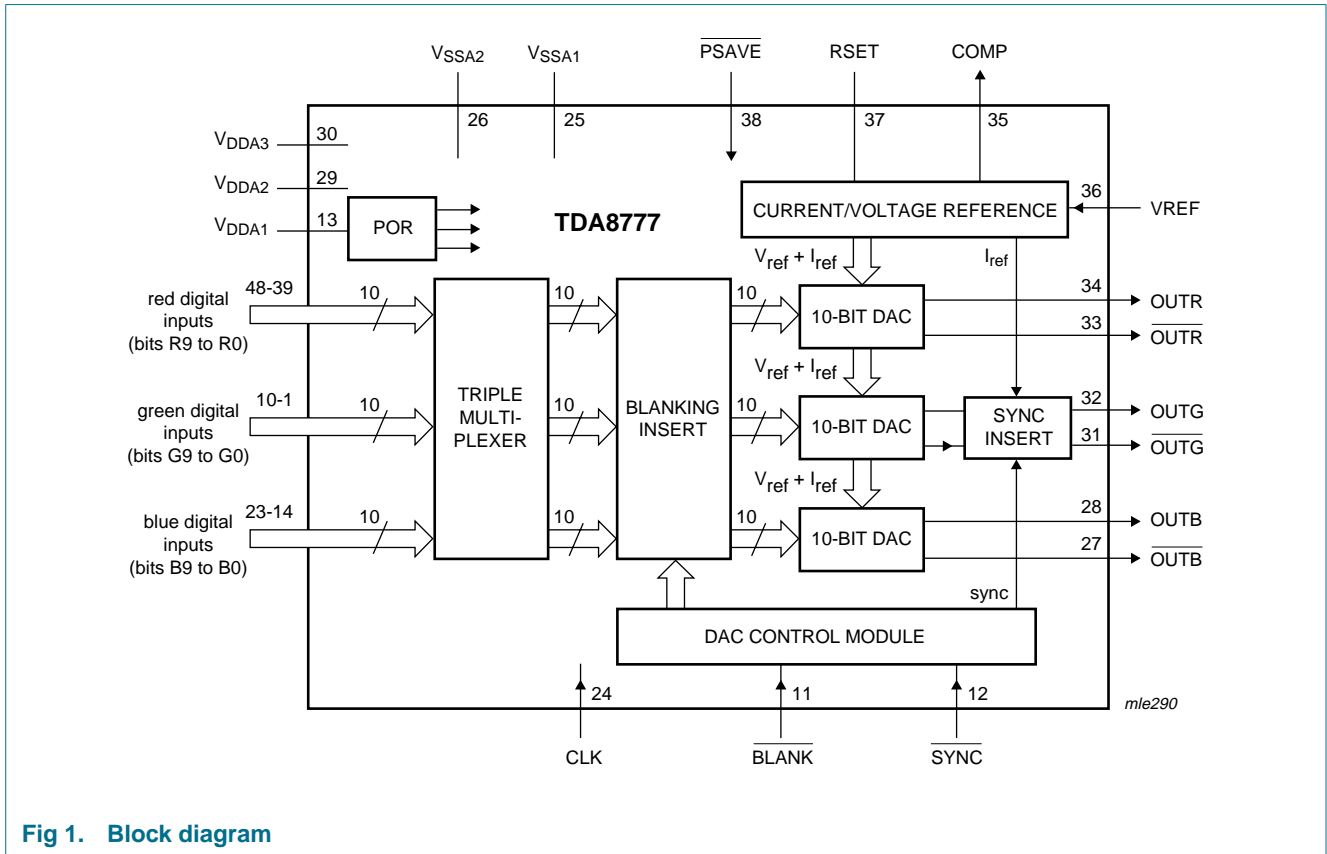 VSSA2
VSSA1
PSAVE
RSET
COMP
26
25
38
37
35
VDDA3
30
VDDA2
29
VDDA1
13
POR
TDA8777
CURRENT/VOLTAGE REFERENCE
36
VREF
Vref + Iref
Iref
red digital
inputs
(bits R9 to R0)
48-39
10
10
10
10-BIT DAC
34
OUTR
33
OUTR
Vref + Iref
green digital
inputs
(bits G9 to G0)
10-1
10
TRIPLE
MULTI-
PLEXER
10
BLANKING
INSERT
10
10-BIT DAC
SYNC
INSERT
32
OUTG
31
OUTG
Vref + Iref
blue digital
inputs
(bits B9 to B0)
23-14
10
10
10
10-BIT DAC
28
OUTB
27
OUTB
sync
DAC CONTROL MODULE
24
11
12
mle290
CLK
BLANK
SYNC
Fig 1. Block diagram